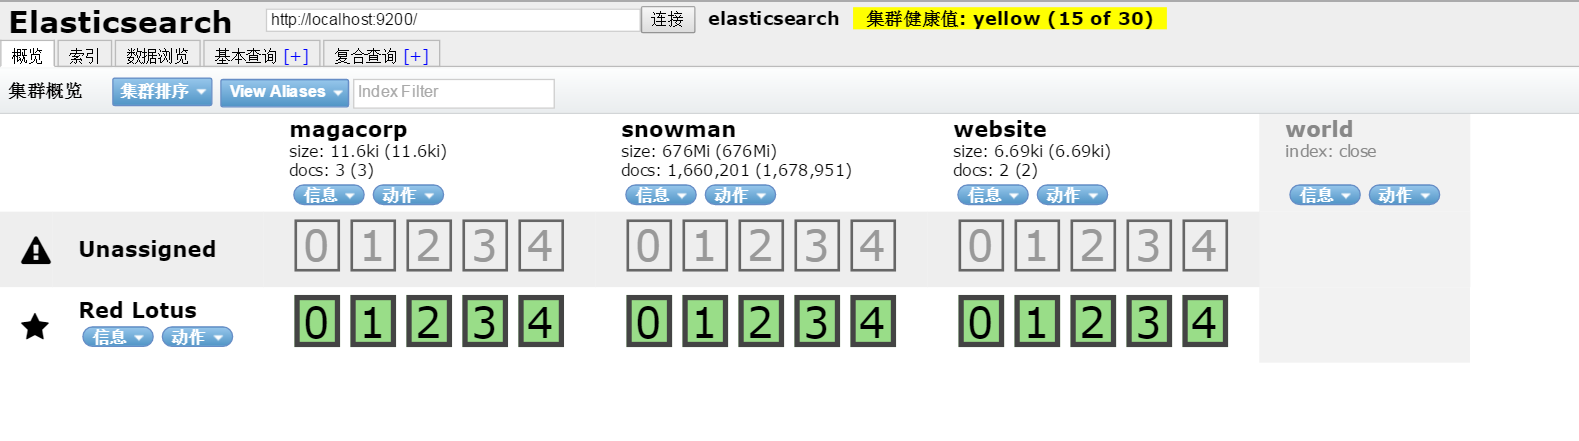 Elasticsearch http://localhost:9200/ 连接 elasticsearch 集群健康值: yellow (15 of 30)
概览 索引 数据浏览 基本查询 [+] 复合查询 [+]
集群概览 集群排序 View Aliases Index Filter
magacorp snowman website world
size: 11.6ki (11.6ki) size: 676Mi (676Mi) size: 6.69ki (6.69ki) index: close
docs: 3 (3) docs: 1,660,201 (1,678,951) docs: 2 (2)
信息 动作 信息 动作 信息 动作 信息 动作
Unassigned 0 1 2 3 4 0 1 2 3 4 0 1 2 3 4
Red Lotus 0 1 2 3 4 0 1 2 3 4 0 1 2 3 4
信息 动作